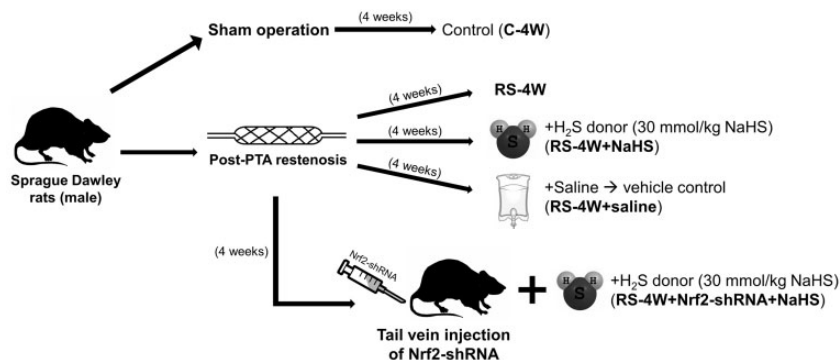 (4 weeks)
Sham operation
Control (C-4W)
(4 weeks)
RS-4W
(4 weeks)
H H
S
+H₂S donor (30 mmol/kg NaHS)
(RS-4W+NaHS)
Post-PTA restenosis
Sprague Dawley
rats (male)
(4 weeks)
+Saline → vehicle control
(RS-4W+saline)
(4 weeks)
Nrf2-shRNA
+
H H
S
+H₂S donor (30 mmol/kg NaHS)
(RS-4W+Nrf2-shRNA+NaHS)
Tail vein injection
of Nrf2-shRNA